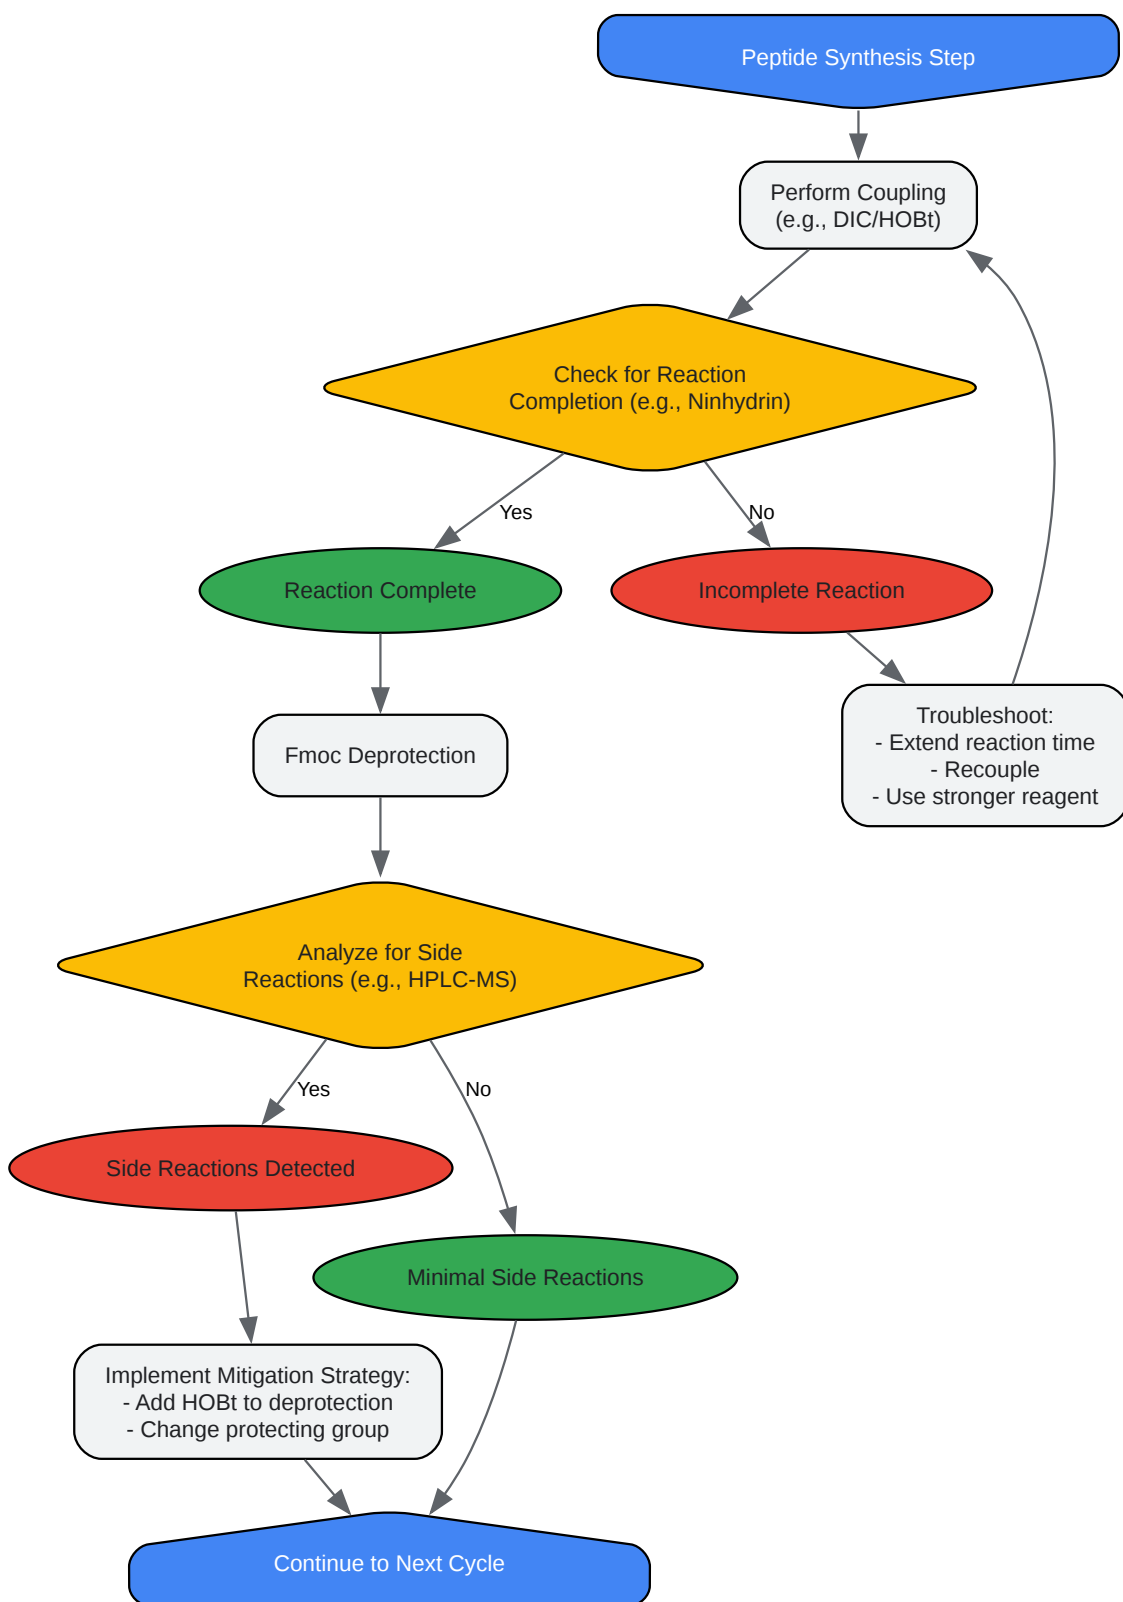 Peptide Synthesis Step
Perform Coupling
(e.g., DIC/HOBt)
Check for Reaction
Completion (e.g., Ninhydrin)
Yes
No
Reaction Complete
Incomplete Reaction
Troubleshoot:
- Extend reaction time
- Recouple
- Use stronger reagent
Fmoc Deprotection
Analyze for Side
Reactions (e.g., HPLC-MS)
Yes
No
Side Reactions Detected
Minimal Side Reactions
Implement Mitigation Strategy:
- Add HOBt to deprotection
- Change protecting group
Continue to Next Cycle